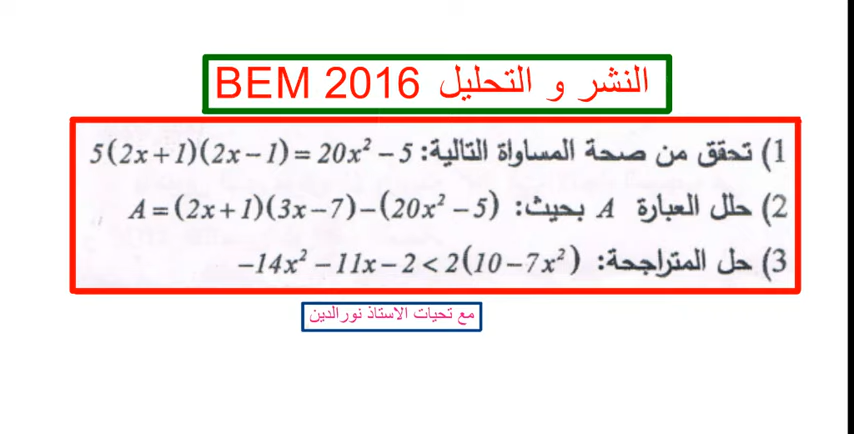 النشر و التحليل BEM 2016
1) تحقق من صحة المساواة التالية: 5(2x+1)(2x−1)=20x²−5
2) حلل العبارة A بحيث: A=(2x+1)(3x−7)−(20x²−5)
3) حل المتراجحة: −14x²−11x−2<2(10−7x²)
مع تحيات الاستاذ نورالدين